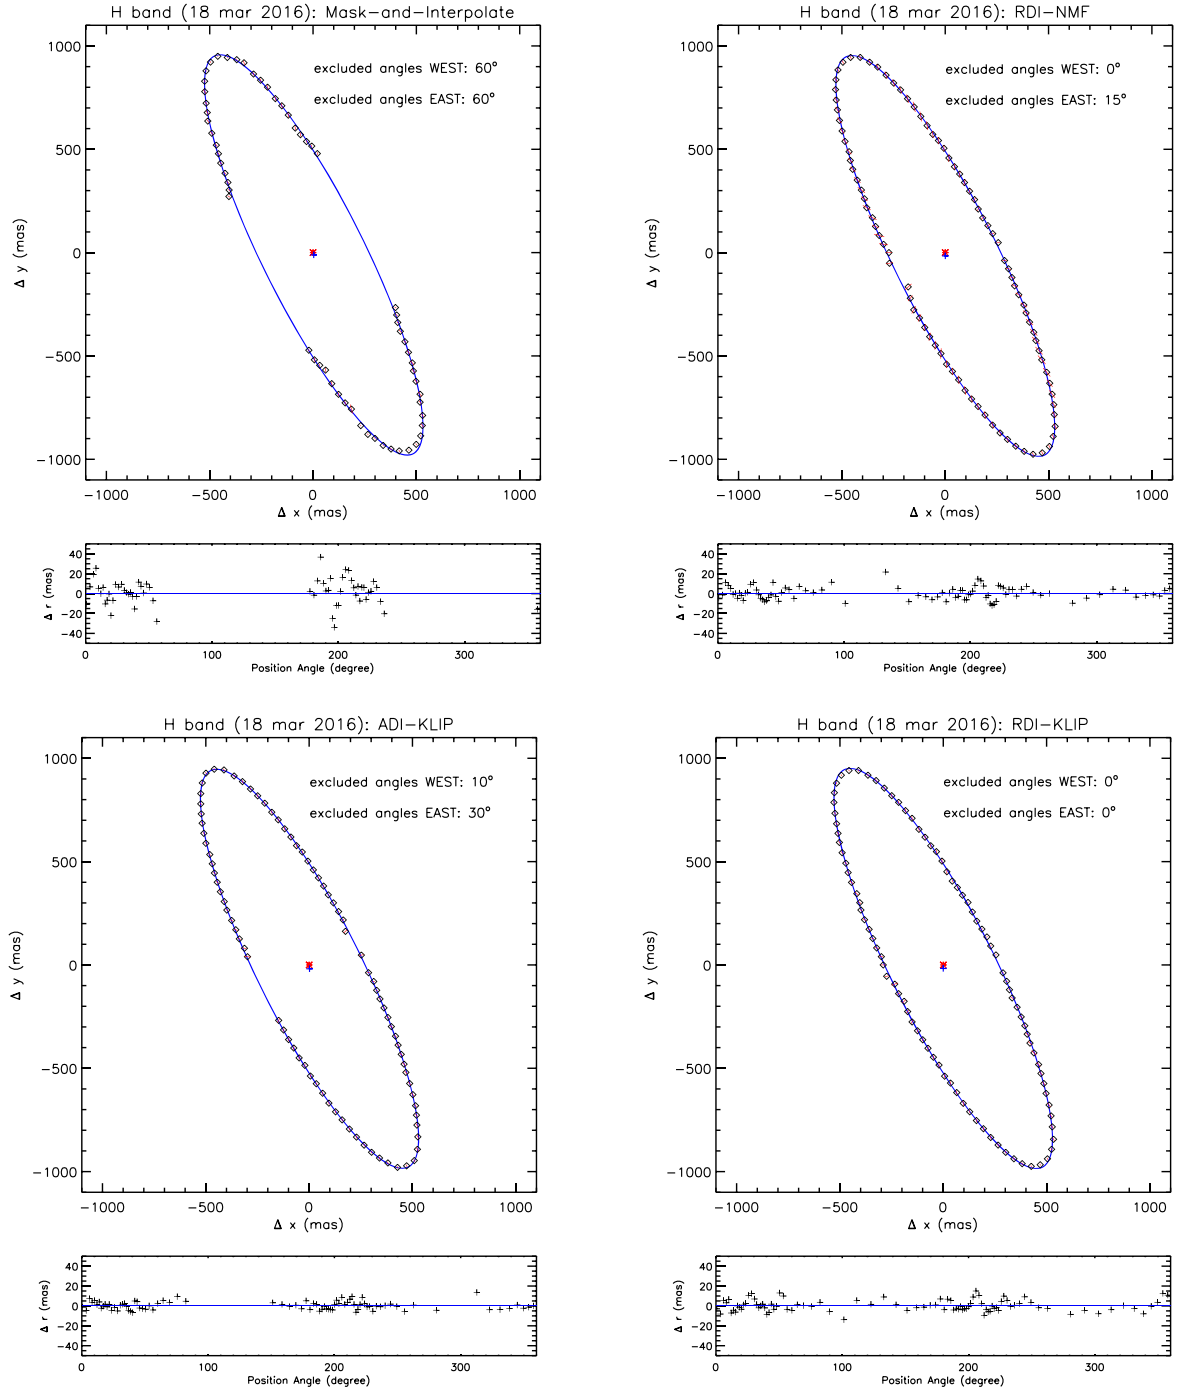 H band (18 mar 2016): Mask-and-Interpolate
excluded angles WEST: 60°
excluded angles EAST: 60°
1000
500
0
-500
-1000
Δ y (mas)
-1000 -500 0 500 1000
Δ x (mas)
40
20
0
-20
-40
Δ r (mas)
0 100 200 300
Position Angle (degree)
H band (18 mar 2016): RDI-NMF
excluded angles WEST: 0°
excluded angles EAST: 15°
1000
500
0
-500
-1000
Δ y (mas)
-1000 -500 0 500 1000
Δ x (mas)
40
20
0
-20
-40
Δ r (mas)
0 100 200 300
Position Angle (degree)
H band (18 mar 2016): ADI-KLIP
excluded angles WEST: 10°
excluded angles EAST: 30°
1000
500
0
-500
-1000
Δ y (mas)
-1000 -500 0 500 1000
Δ x (mas)
40
20
0
-20
-40
Δ r (mas)
0 100 200 300
Position Angle (degree)
H band (18 mar 2016): RDI-KLIP
excluded angles WEST: 0°
excluded angles EAST: 0°
1000
500
0
-500
-1000
Δ y (mas)
-1000 -500 0 500 1000
Δ x (mas)
40
20
0
-20
-40
Δ r (mas)
0 100 200 300
Position Angle (degree)